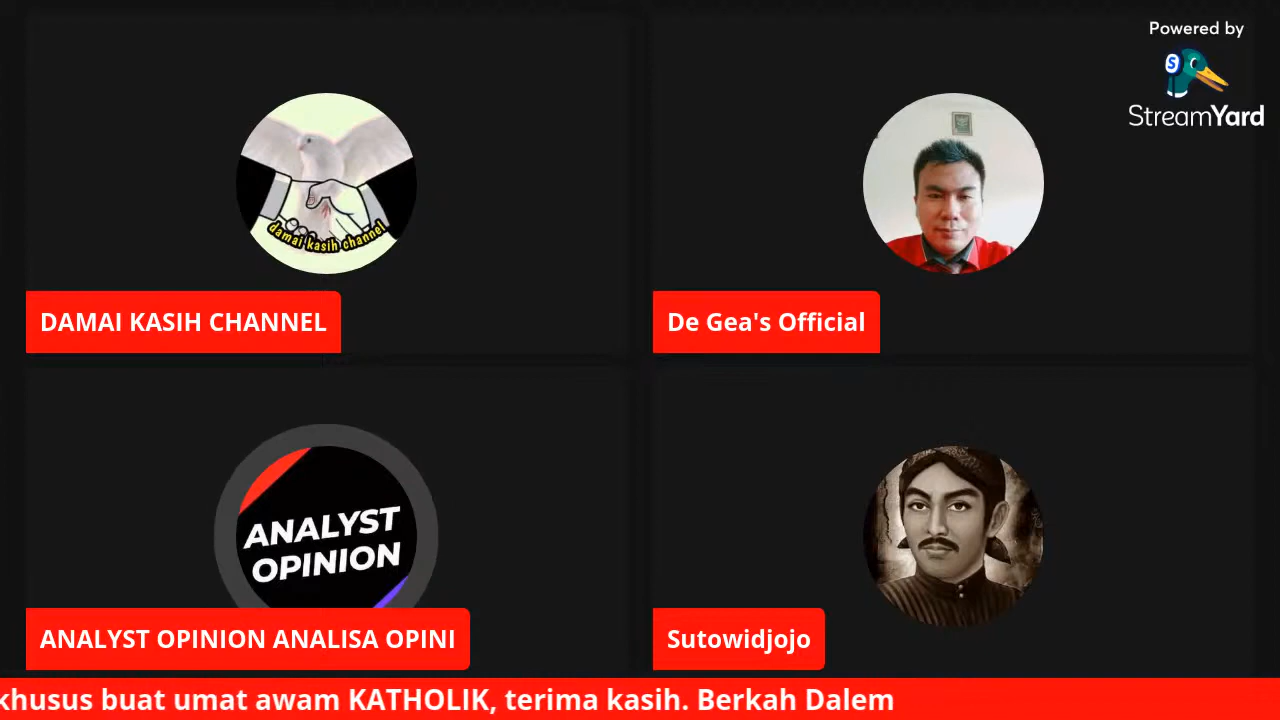 Powered by
StreamYard
damai kasih channel
DAMAI KASIH CHANNEL
De Gea's Official
ANALYST
OPINION
ANALYST OPINION ANALISA OPINI
Sutowidjojo
khusus buat umat awam KATHOLIK, terima kasih. Berkah Dalem